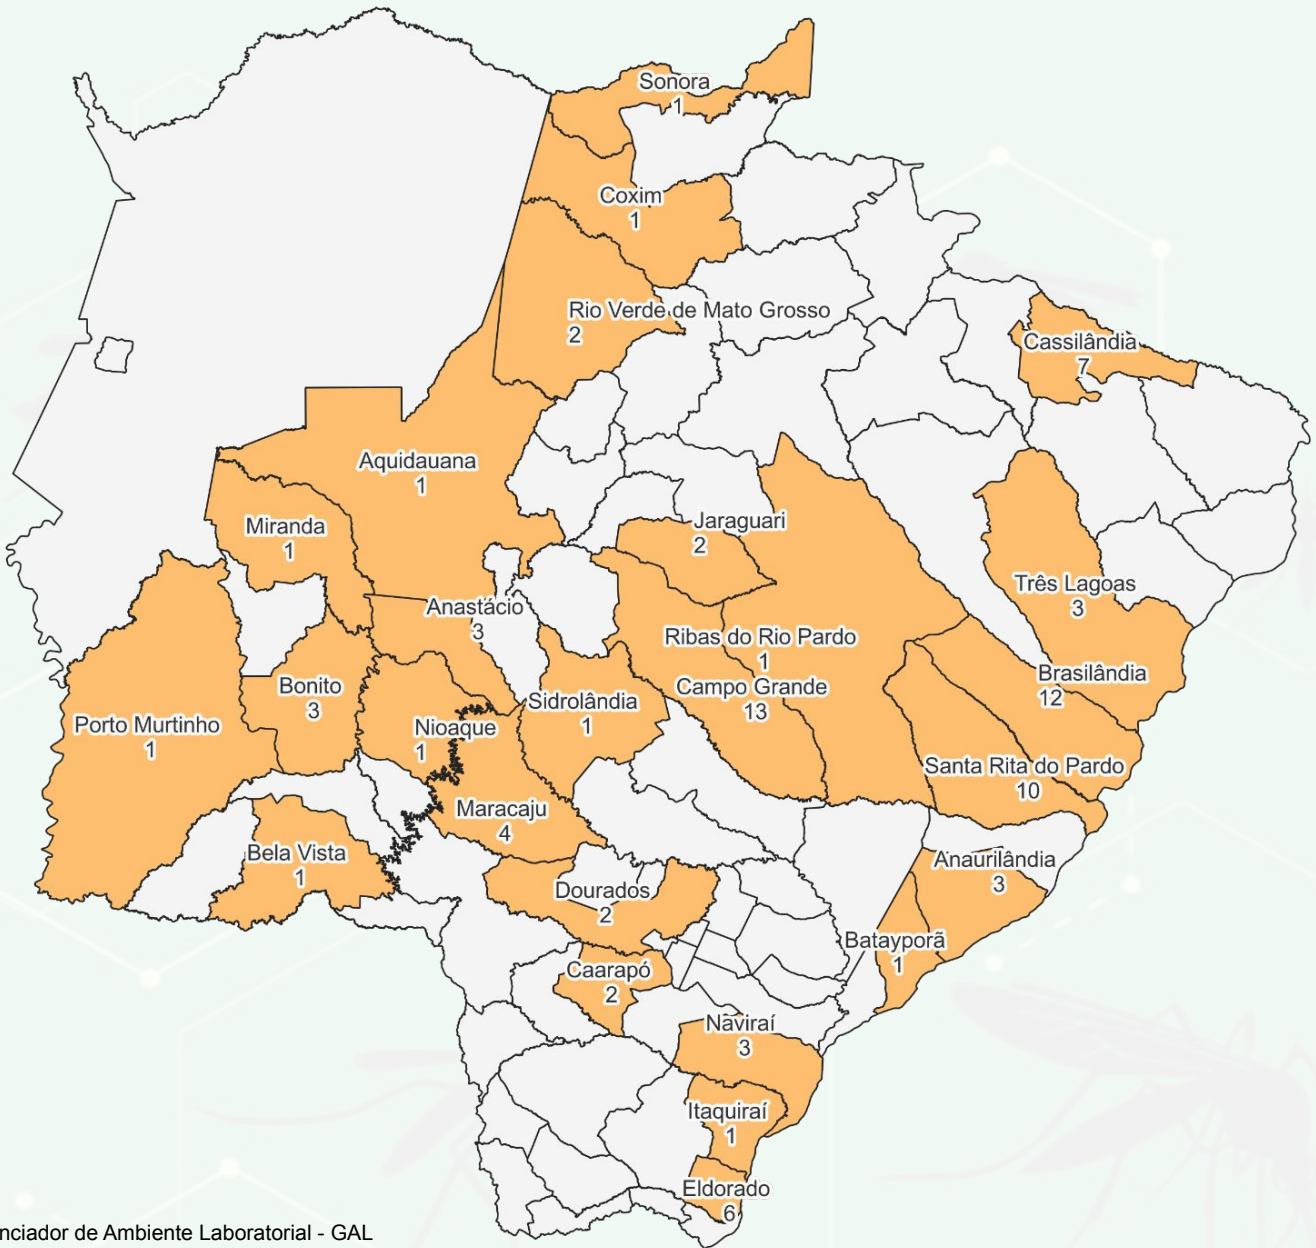 Sonora
1
Coxim
1
Rio Verde de Mato Grosso
2
Cassilândia
7
Aquidauana
1
Miranda
1
Jaraguari
2
Três Lagoas
3
Anastácio
3
Ribas do Rio Pardo
1
Brasilândia
12
Bonito
3
Campo Grande
13
Sidrolândia
1
Porto Murtinho
1
Nioaque
1
Santa Rita do Pardo
10
Maracaju
4
Bela Vista
1
Anaurilândia
3
Dourados
2
Batayporã
1
Caarapó
2
Naviraí
3
Itaquiraí
1
Eldorado
6
nciador de Ambiente Laboratorial - GAL